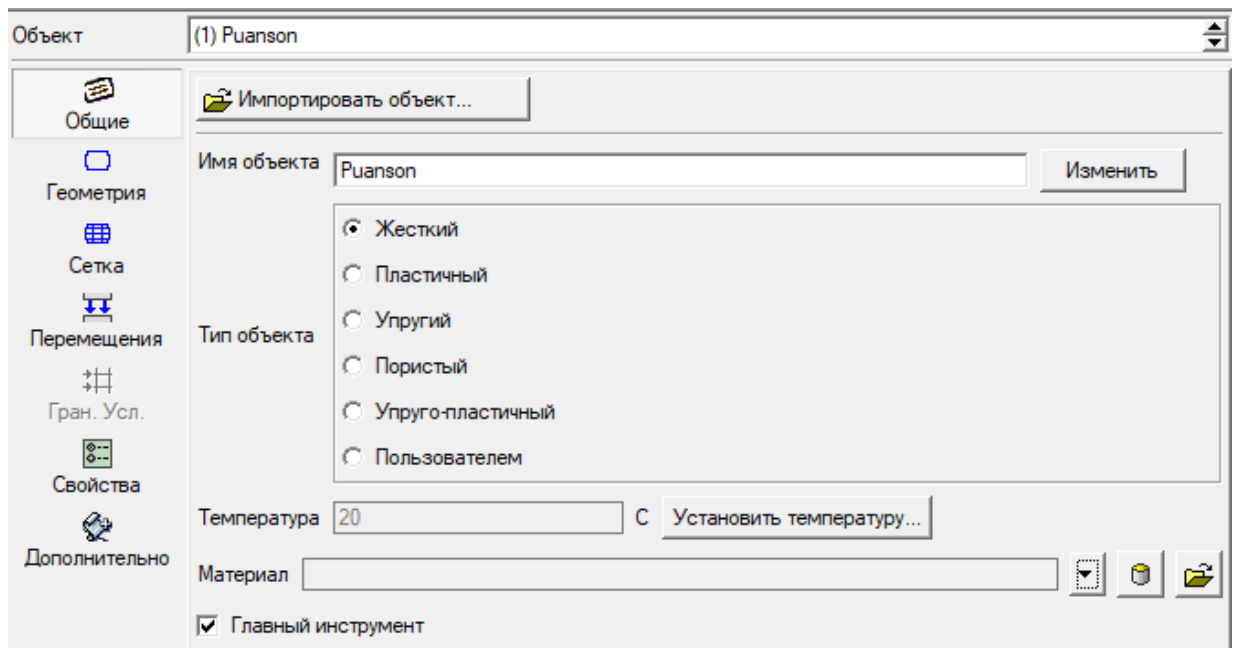 Объект (1) Puanson
Общие
Импортировать объект...
Имя объекта Puanson Изменить
Геометрия
Жесткий
Сетка
Пластичный
Перемещения
Тип объекта
Упругий
Пористый
Гран. Усл.
Упруго-пластичный
Пользователем
Свойства
Температура 20 C Установить температуру...
Дополнительно
Материал
Главный инструмент